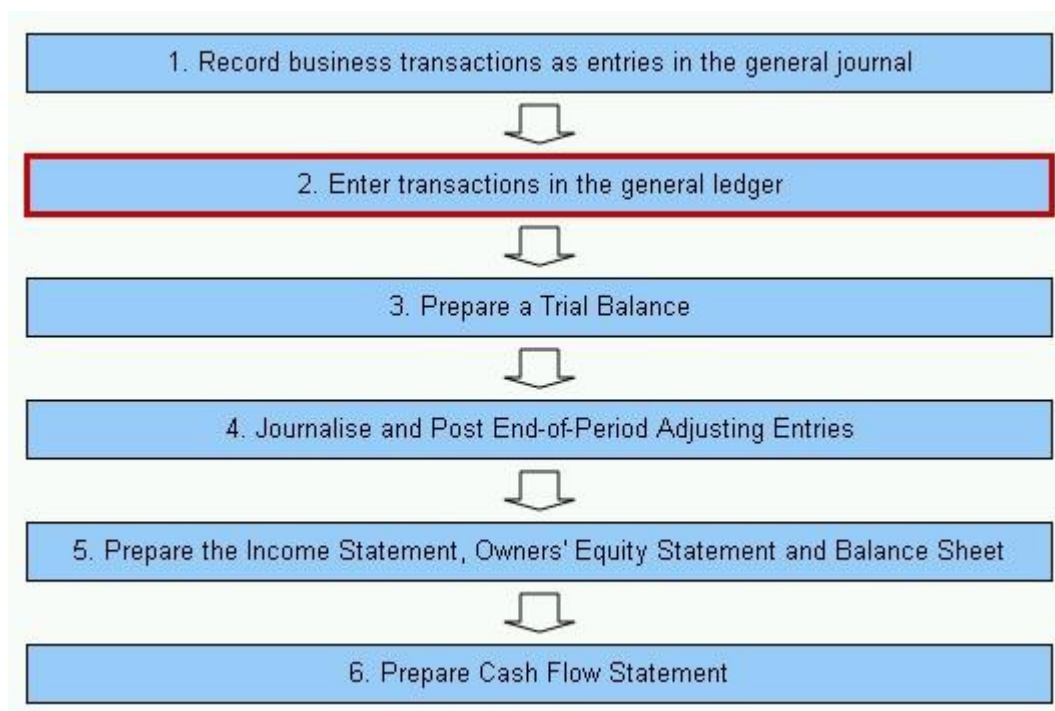 1. Record business transactions as entries in the general journal
2. Enter transactions in the general ledger
3. Prepare a Trial Balance
4. Journalise and Post End-of-Period Adjusting Entries
5. Prepare the Income Statement, Owners' Equity Statement and Balance Sheet
6. Prepare Cash Flow Statement